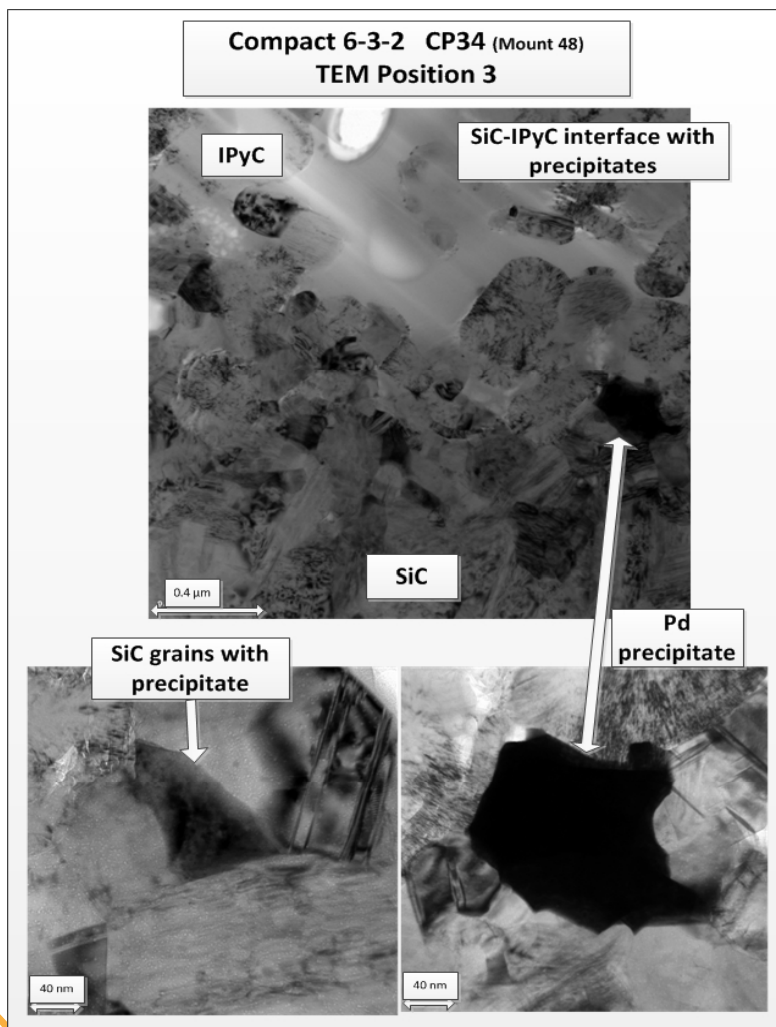 Compact 6-3-2 CP34 (Mount 48)
TEM Position 3
IPyC
SiC-IPyC interface with
precipitates
SiC
0.4 µm
Pd
precipitate
SiC grains with
precipitate
40 nm
40 nm